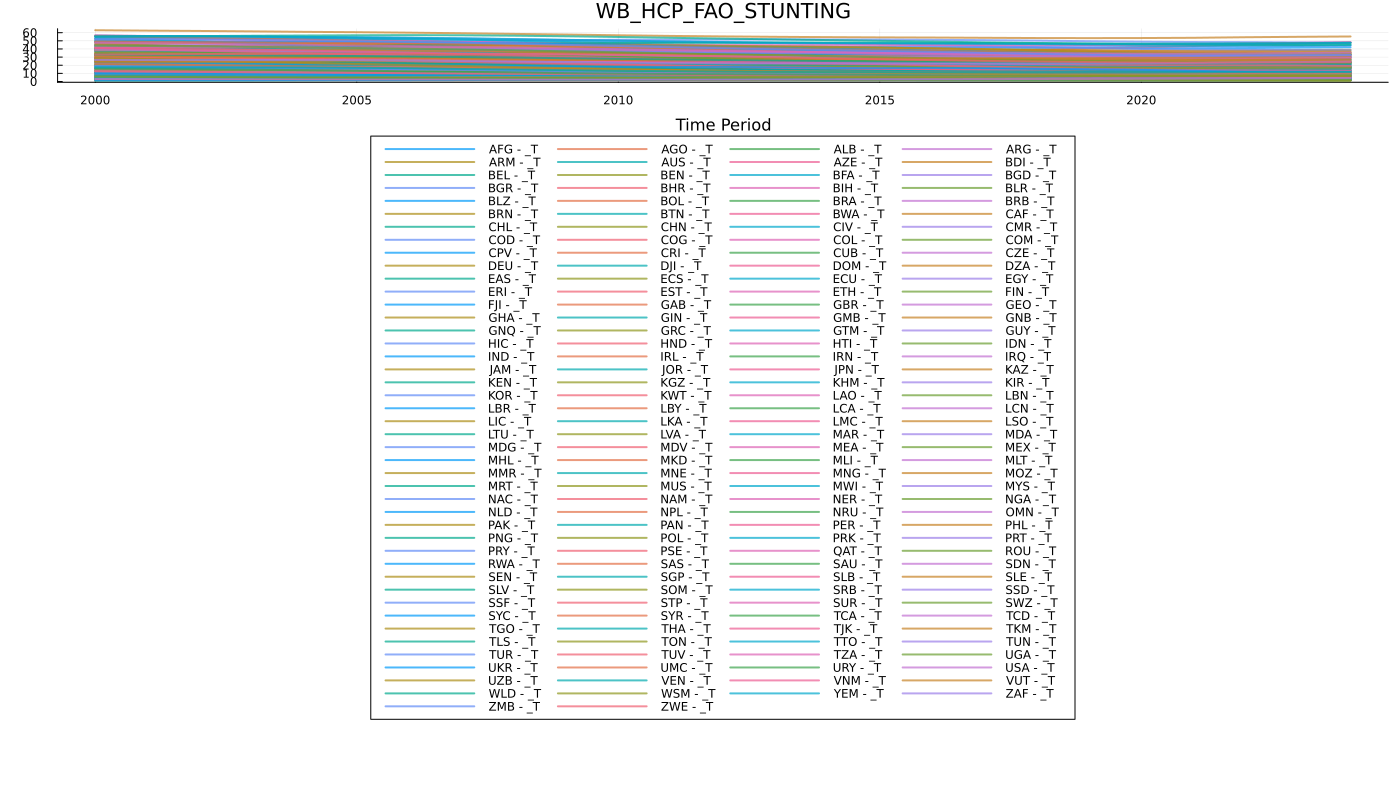 WB_HCP_FAO_STUNTING
60
50
40
30
20
10
0
2000 2005 2010 2015 2020
Time Period
AFG - _T AGO - _T ALB - _T ARG - _T
ARM - _T AUS - _T AZE - _T BDI - _T
BEL - _T BEN - _T BFA - _T BGD - _T
BGR - _T BHR - _T BIH - _T BLR - _T
BLZ - _T BOL - _T BRA - _T BRB - _T
BRN - _T BTN - _T BWA - _T CAF - _T
CHL - _T CHN - _T CIV - _T CMR - _T
COD - _T COG - _T COL - _T COM - _T
CPV - _T CRI - _T CUB - _T CZE - _T
DEU - _T DJI - _T DOM - _T DZA - _T
EAS - _T ECS - _T ECU - _T EGY - _T
ERI - _T EST - _T ETH - _T FIN - _T
FJI - _T GAB - _T GBR - _T GEO - _T
GHA - _T GIN - _T GMB - _T GNB - _T
GNQ - _T GRC - _T GTM - _T GUY - _T
HIC - _T HND - _T HTI - _T IDN - _T
IND - _T IRL - _T IRN - _T IRQ - _T
JAM - _T JOR - _T JPN - _T KAZ - _T
KEN - _T KGZ - _T KHM - _T KIR - _T
KOR - _T KWT - _T LAO - _T LBN - _T
LBR - _T LBY - _T LCA - _T LCN - _T
LIC - _T LKA - _T LMC - _T LSO - _T
LTU - _T LVA - _T MAR - _T MDA - _T
MDG - _T MDV - _T MEA - _T MEX - _T
MHL - _T MKD - _T MLI - _T MLT - _T
MMR - _T MNE - _T MNG - _T MOZ - _T
MRT - _T MUS - _T MWI - _T MYS - _T
NAC - _T NAM - _T NER - _T NGA - _T
NLD - _T NPL - _T NRU - _T OMN - _T
PAK - _T PAN - _T PER - _T PHL - _T
PNG - _T POL - _T PRK - _T PRT - _T
PRY - _T PSE - _T QAT - _T ROU - _T
RWA - _T SAS - _T SAU - _T SDN - _T
SEN - _T SGP - _T SLB - _T SLE - _T
SLV - _T SOM - _T SRB - _T SSD - _T
SSF - _T STP - _T SUR - _T SWZ - _T
SYC - _T SYR - _T TCA - _T TCD - _T
TGO - _T THA - _T TJK - _T TKM - _T
TLS - _T TON - _T TTO - _T TUN - _T
TUR - _T TUV - _T TZA - _T UGA - _T
UKR - _T UMC - _T URY - _T USA - _T
UZB - _T VEN - _T VNM - _T VUT - _T
WLD - _T WSM - _T YEM - _T ZAF - _T
ZMB - _T ZWE - _T